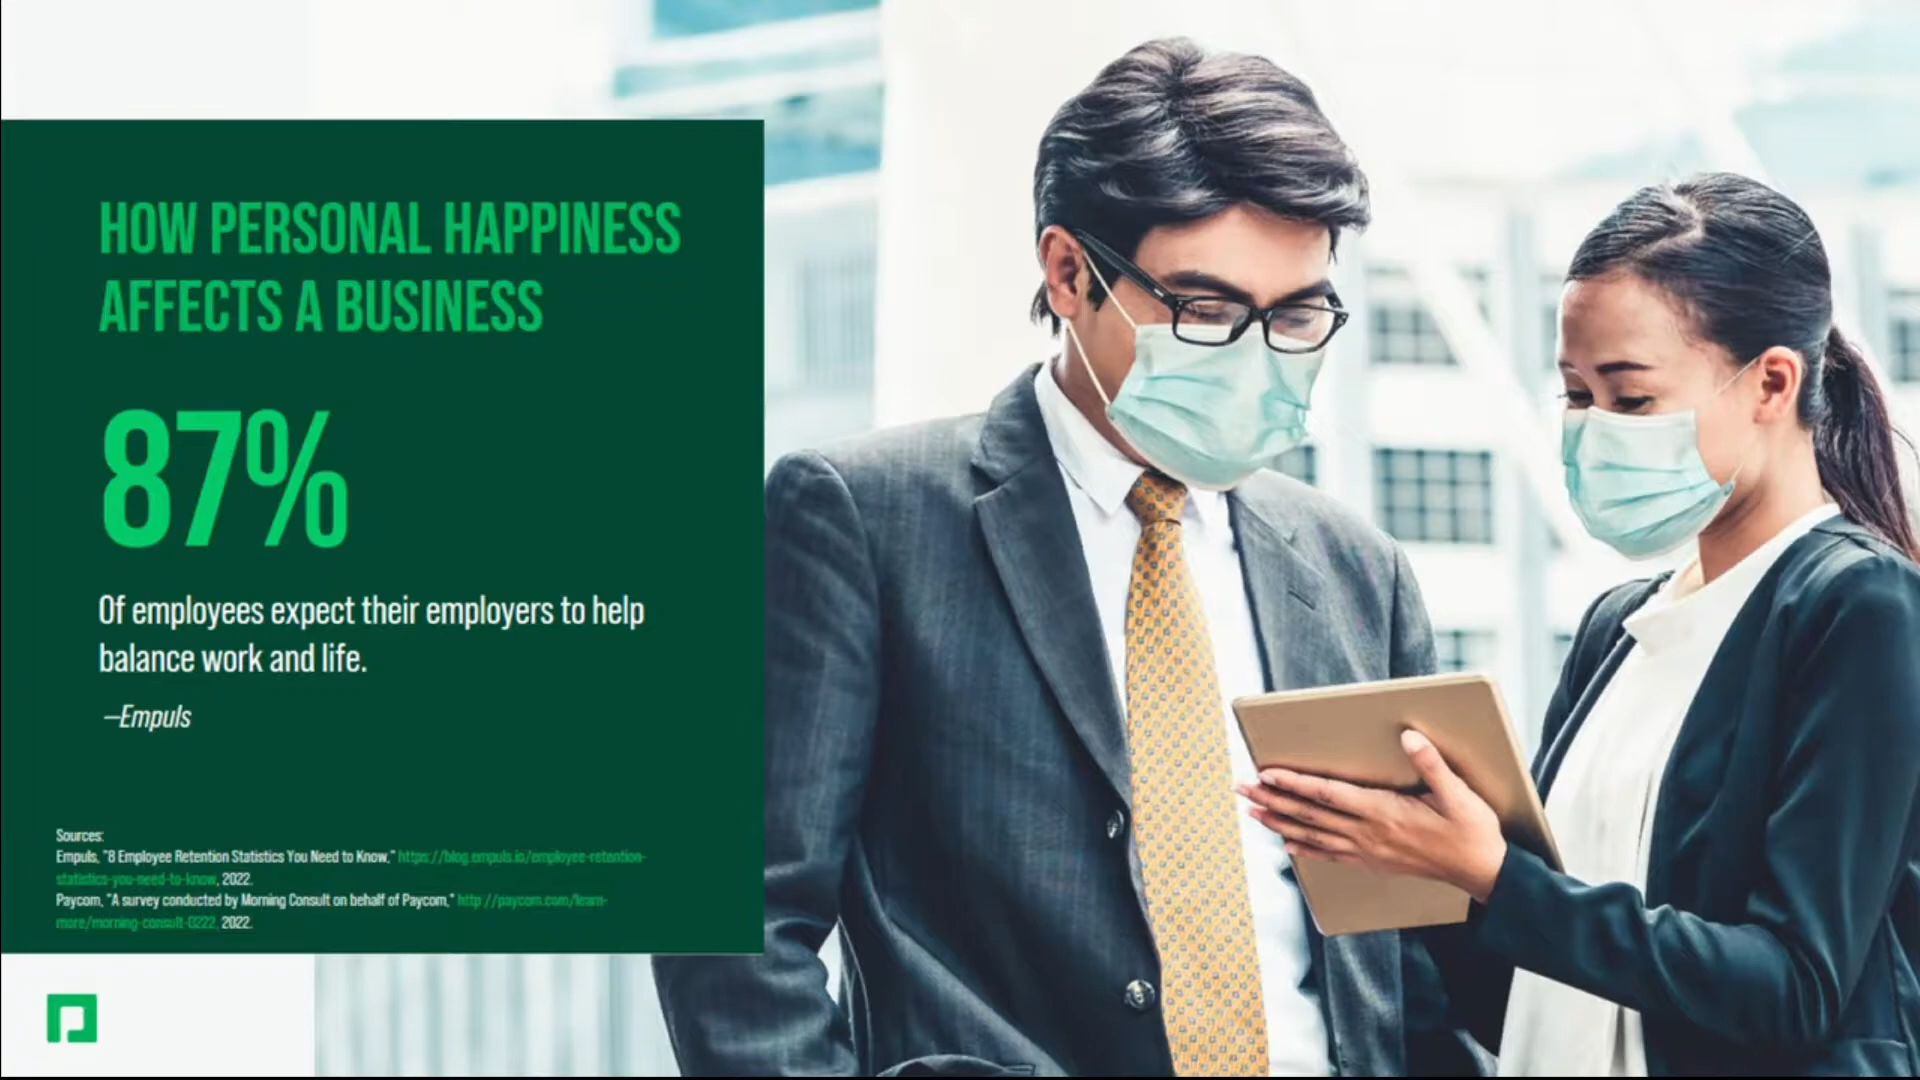 HOW PERSONAL HAPPINESS
AFFECTS A BUSINESS
87%
Of employees expect their employers to help
balance work and life.
—Empuls
Sources:
Empuls, "8 Employee Retention Statistics You Need to Know," https://blog.empuls.io/employee-retention-
statistics-you-need-to-know, 2022.
Paycom, "A survey conducted by Morning Consult on behalf of Paycom," http://paycom.com/learn-
more/morning-consult-0222, 2022.